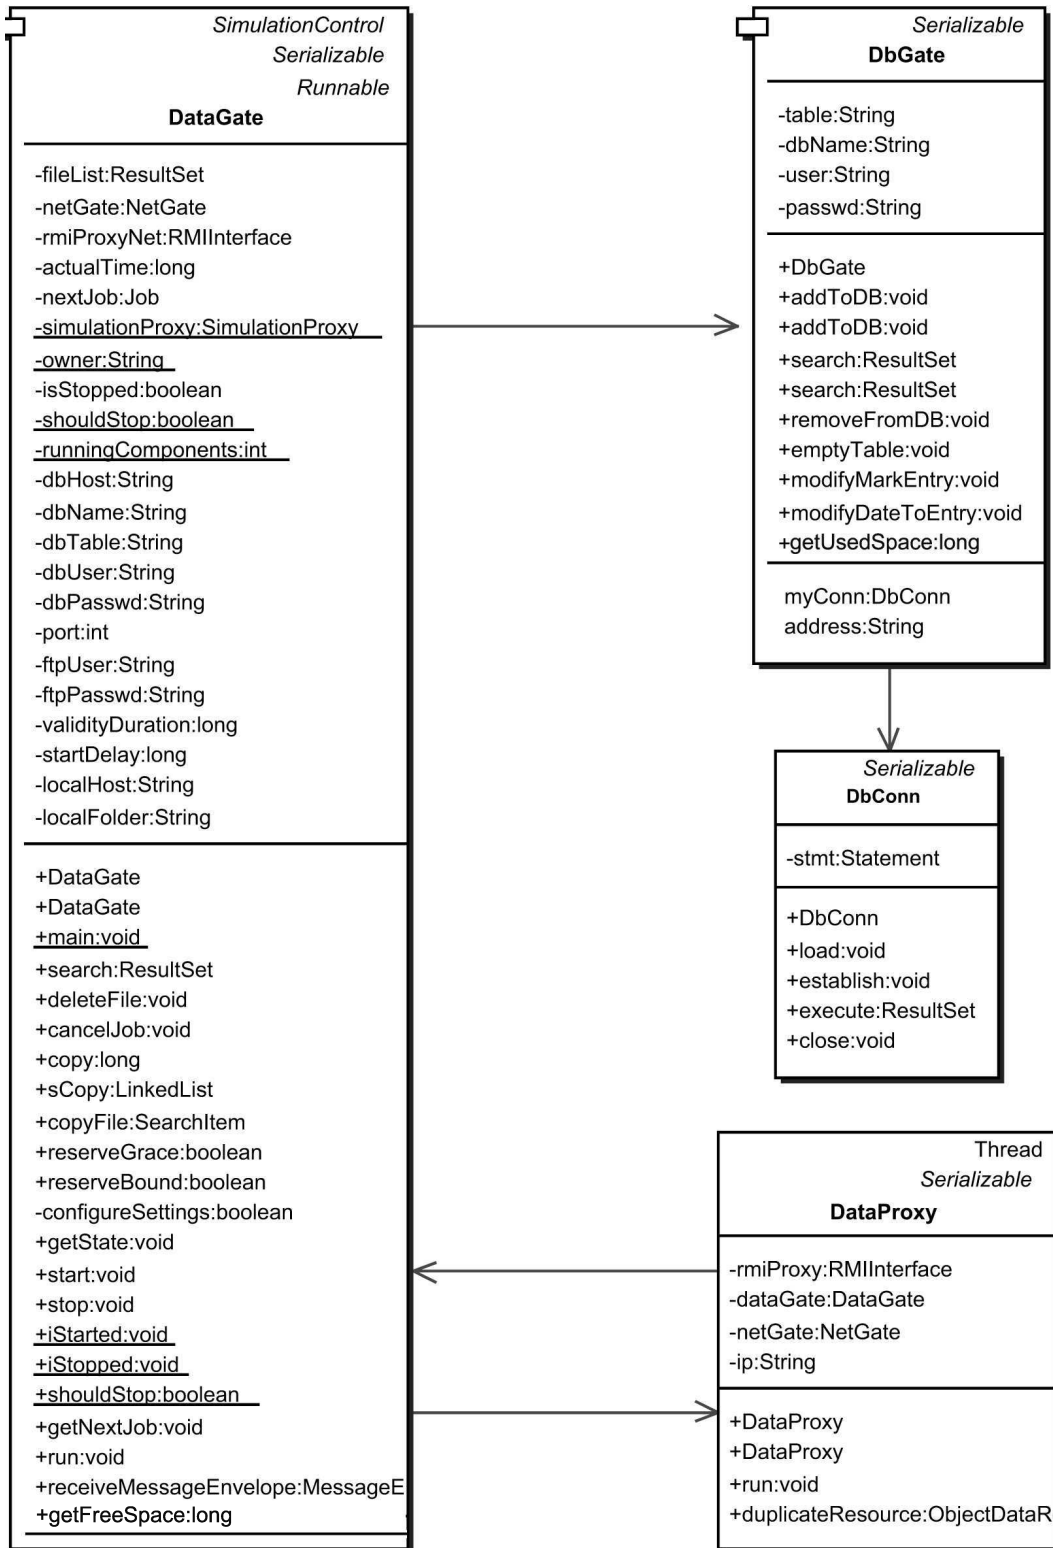 SimulationControl
Serializable
Runnable
DataGate
-fileList:ResultSet
-netGate:NetGate
-rmiProxyNet:RMIInterface
-actualTime:long
-nextJob:Job
-simulationProxy:SimulationProxy
-owner:String
-isStopped:boolean
-shouldStop:boolean
-runningComponents:int
-dbHost:String
-dbName:String
-dbTable:String
-dbUser:String
-dbPasswd:String
-port:int
-ftpUser:String
-ftpPasswd:String
-validityDuration:long
-startDelay:long
-localHost:String
-localFolder:String
+DataGate
+DataGate
+main:void
+search:ResultSet
+deleteFile:void
+cancelJob:void
+copy:long
+sCopy:LinkedList
+copyFile:SearchItem
+reserveGrace:boolean
+reserveBound:boolean
-configureSettings:boolean
+getState:void
+start:void
+stop:void
+iStarted:void
+iStopped:void
+shouldStop:boolean
+getNextJob:void
+run:void
+receiveMessageEnvelope:MessageE
+getFreeSpace:long
Serializable
DbGate
-table:String
-dbName:String
-user:String
-passwd:String
+DbGate
+addToDB:void
+addToDB:void
+search:ResultSet
+search:ResultSet
+removeFromDB:void
+emptyTable:void
+modifyMarkEntry:void
+modifyDateToEntry:void
+getUsedSpace:long
myConn:DbConn
address:String
Serializable
DbConn
-stmt:Statement
+DbConn
+load:void
+establish:void
+execute:ResultSet
+close:void
Thread
Serializable
DataProxy
-rmiProxy:RMIInterface
-dataGate:DataGate
-netGate:NetGate
-ip:String
+DataProxy
+DataProxy
+run:void
+duplicateResource:ObjectDataR